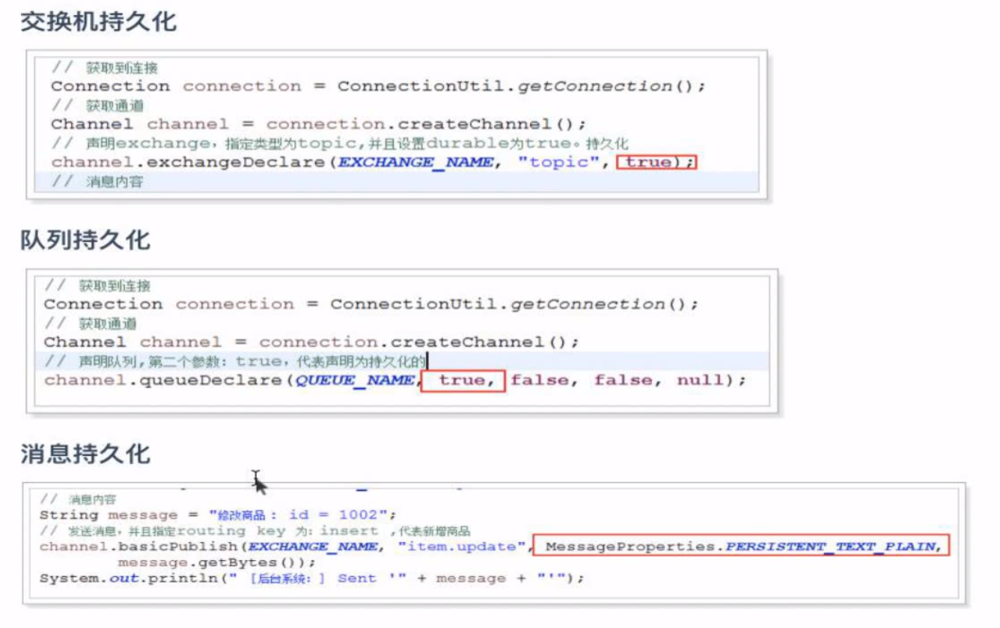 交换机持久化
// 获取到连接
Connection connection = ConnectionUtil.getConnection();
// 获取通道
Channel channel = connection.createChannel();
// 声明exchange，指定类型为topic,并且设置durable为true。持久化
channel.exchangeDeclare(EXCHANGE_NAME, "topic", true);
// 消息内容
队列持久化
// 获取到连接
Connection connection = ConnectionUtil.getConnection();
// 获取通道
Channel channel = connection.createChannel();
// 声明队列,第二个参数：true，代表声明为持久化的
channel.queueDeclare(QUEUE_NAME, true, false, false, null);
消息持久化
// 消息内容
String message = "修改商品 : id = 1002";
// 发送消息，并且指定routing key 为：insert ,代表新增商品
channel.basicPublish(EXCHANGE_NAME, "item.update", MessageProperties.PERSISTENT_TEXT_PLAIN,
message.getBytes());
System.out.println(" [后台系统：] Sent '" + message + "'");